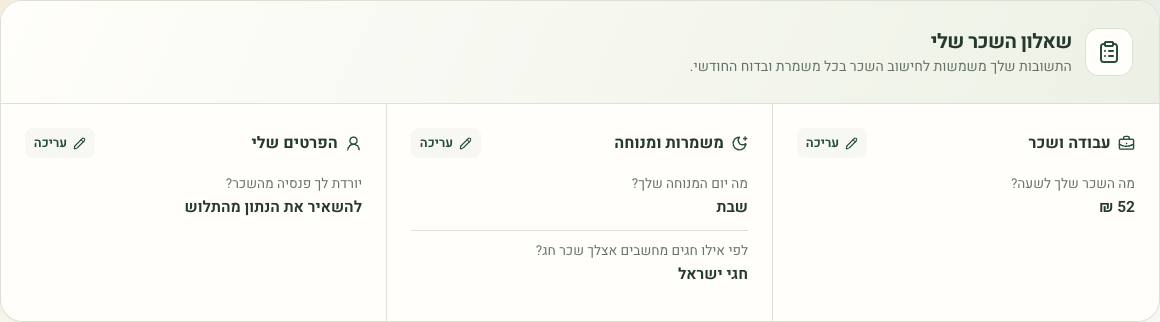 שאלון השכר שלי
התשובות שלך משמשות לחישוב השכר בכל משמרת ובדוח החודשי.
עבודה ושכר
עריכה
מה השכר שלך לשעה?
52 ₪
משמרות ומנוחה
עריכה
מה יום המנוחה שלך?
שבת
לפי אילו חגים מחשבים אצלך שכר חג?
חגי ישראל
הפרטים שלי
עריכה
יורדת לך פנסיה מהשכר?
להשאיר את הנתון מהתלוש